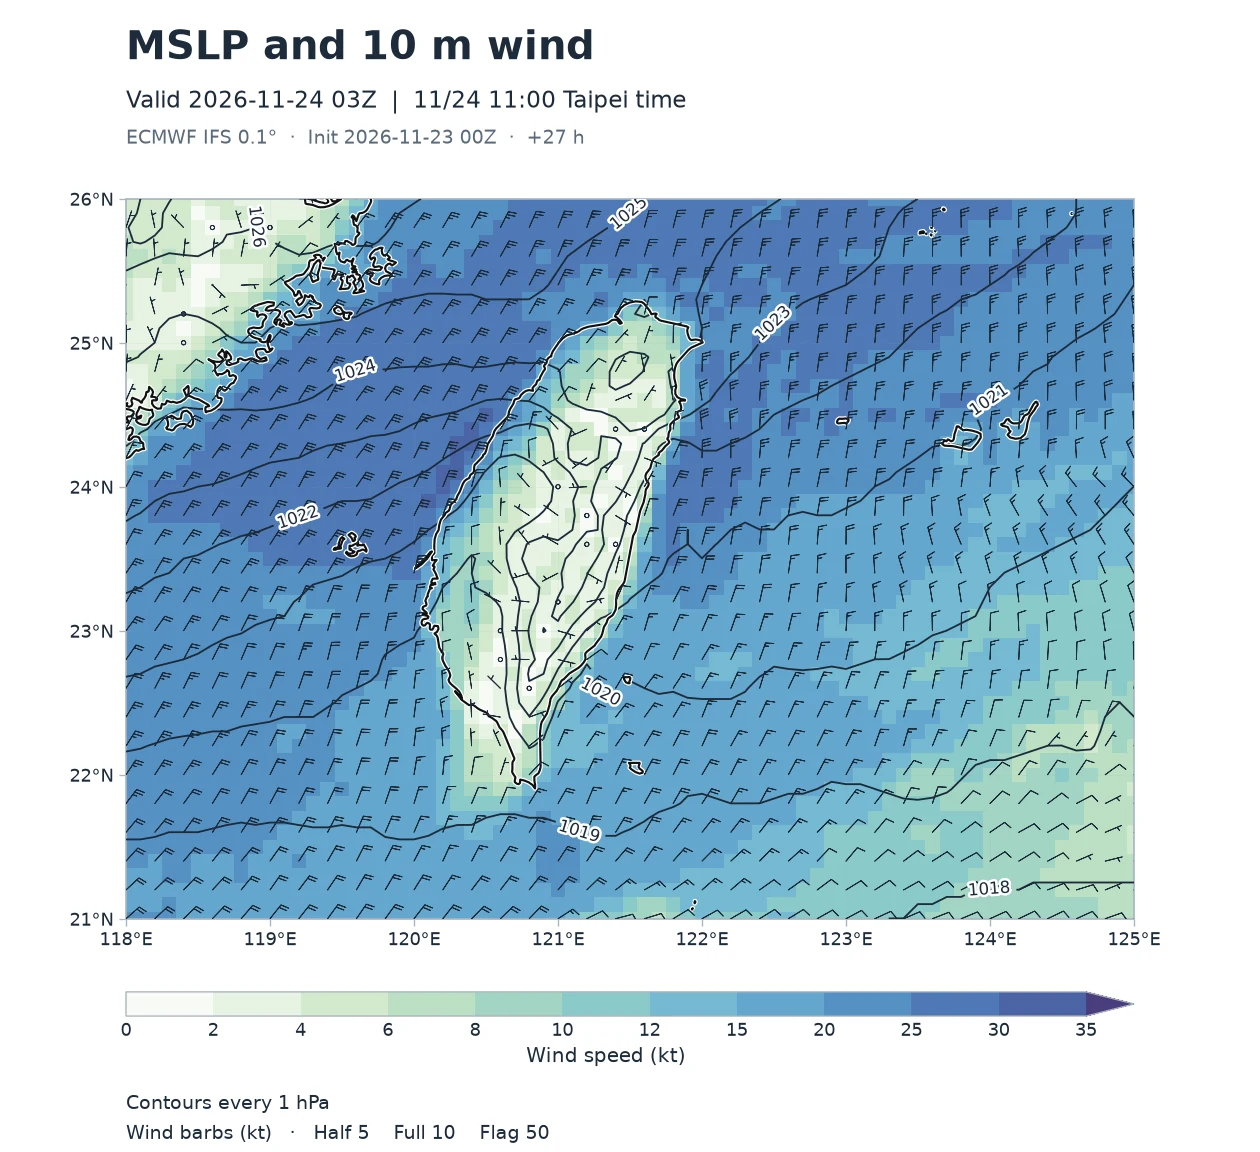 MSLP and 10 m wind
Valid 2026-11-24 03Z | 11/24 11:00 Taipei time
ECMWF IFS 0.1° · Init 2026-11-23 00Z · +27 h
26°N
25°N
24°N
23°N
22°N
21°N
1026
1025
1024
1023
1022
1021
1020
1019
1018
118°E 119°E 120°E 121°E 122°E 123°E 124°E 125°E
0 2 4 6 8 10 12 15 20 25 30 35
Wind speed (kt)
Contours every 1 hPa
Wind barbs (kt) · Half 5 Full 10 Flag 50